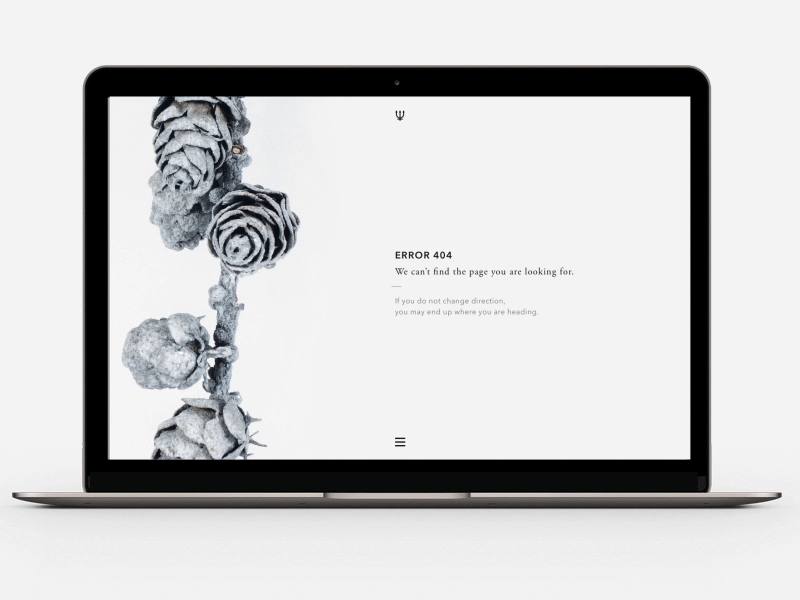 ERROR 404
We can't find the page you are looking for.
If you do not change direction,
you may end up where you are heading.